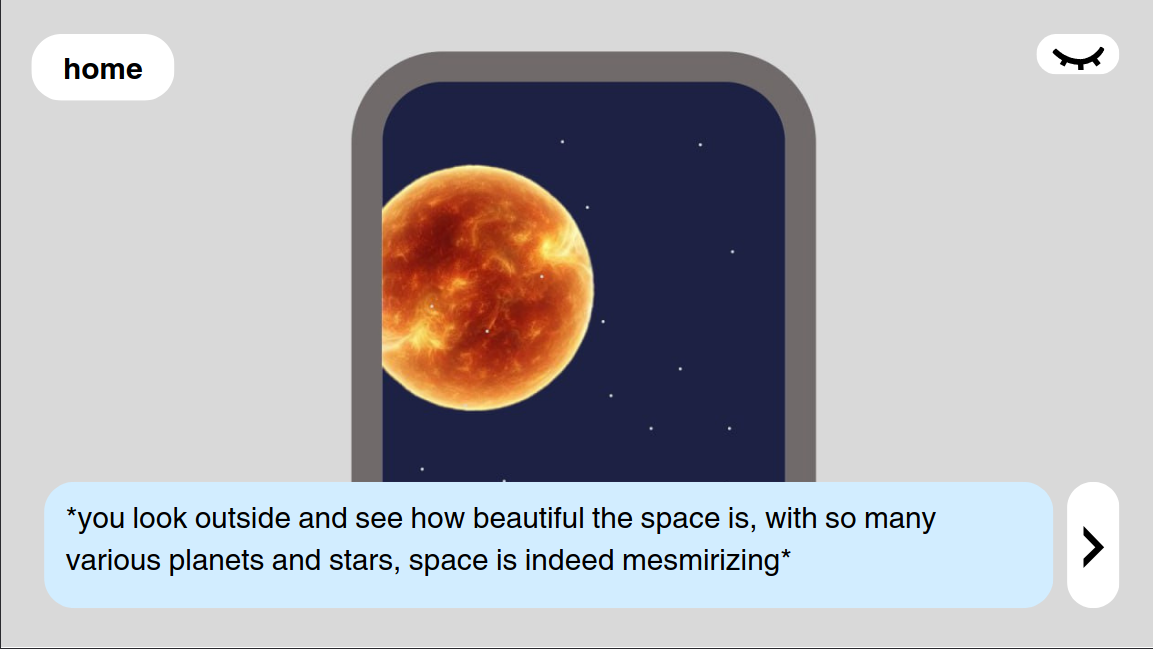 home
*you look outside and see how beautiful the space is, with so many
various planets and stars, space is indeed mesmirizing*